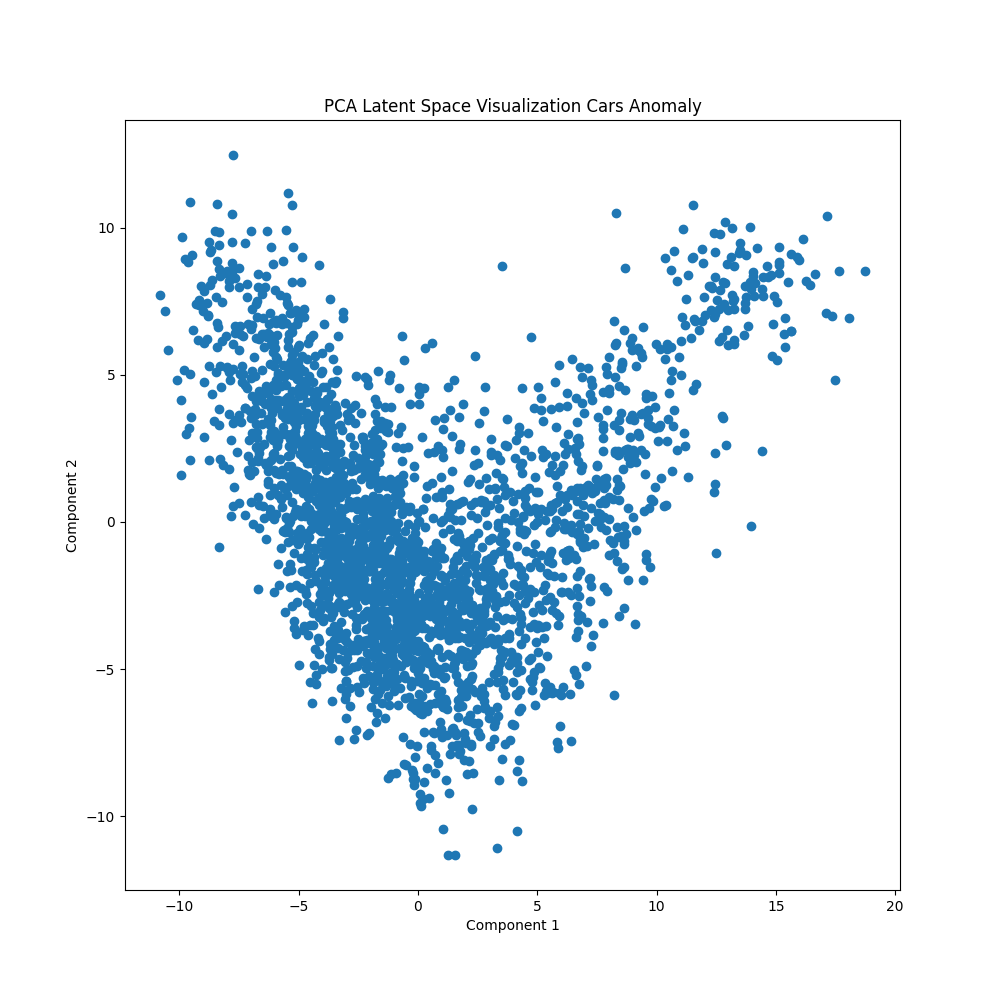 PCA Latent Space Visualization Cars Anomaly
10
5
0
−5
−10
Component 2
−10 −5 0 5 10 15 20
Component 1